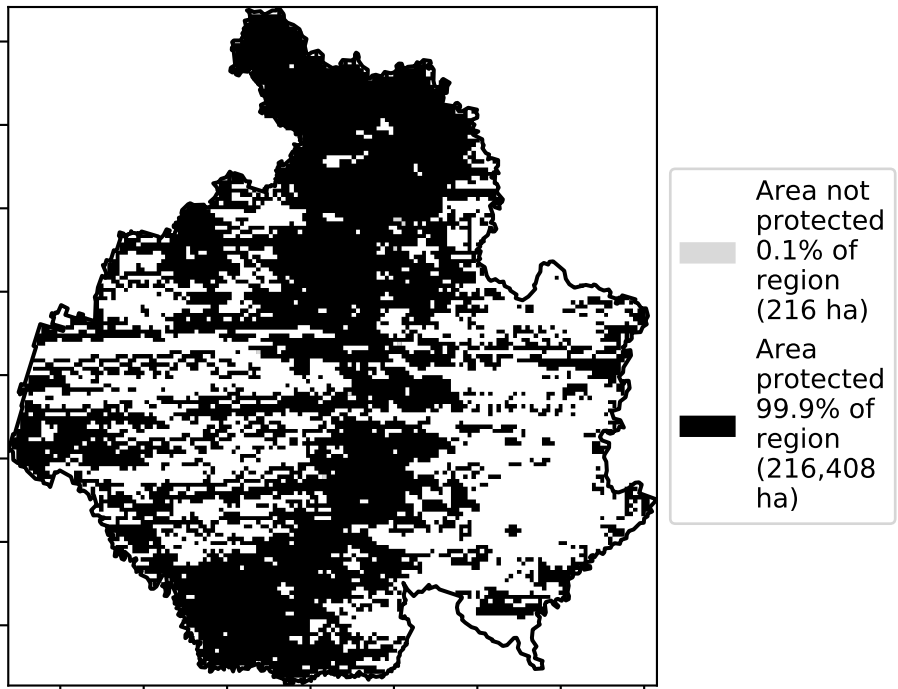 Area not
protected
0.1% of
region
(216 ha)
Area
protected
99.9% of
region
(216,408
ha)